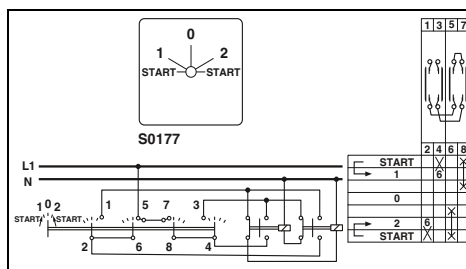 0
1 2
START START
S0177
L1
N
1 0 2
START START
1 5 7 3
2 6 8 4
1 3 5 7
2 4 6 8
START
1 6
0
2 6
START